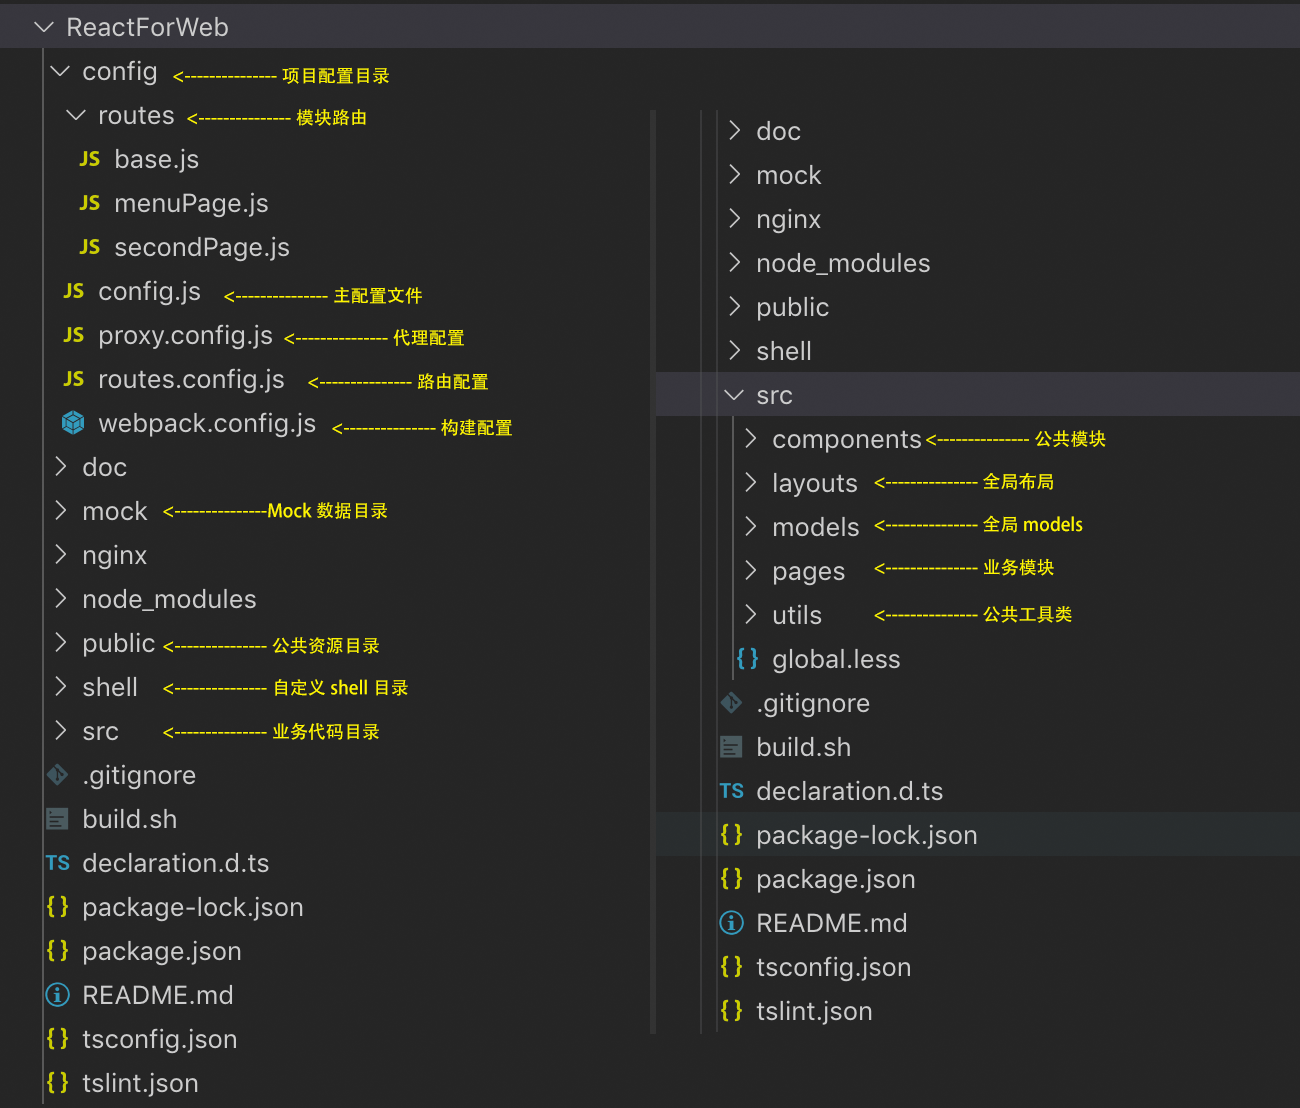 ReactForWeb
config <--------------- 项目配置目录
routes <--------------- 模块路由
JS base.js
JS menuPage.js
JS secondPage.js
JS config.js <--------------- 主配置文件
JS proxy.config.js <--------------- 代理配置
JS routes.config.js <--------------- 路由配置
webpack.config.js <--------------- 构建配置
doc
mock <---------------Mock 数据目录
nginx
node_modules
public <--------------- 公共资源目录
shell <--------------- 自定义 shell 目录
src <--------------- 业务代码目录
.gitignore
build.sh
TS declaration.d.ts
{} package-lock.json
{} package.json
README.md
{} tsconfig.json
{} tslint.json
doc
mock
nginx
node_modules
public
shell
src
components<--------------- 公共模块
layouts <--------------- 全局布局
models <--------------- 全局 models
pages <--------------- 业务模块
utils <--------------- 公共工具类
{} global.less
.gitignore
build.sh
TS declaration.d.ts
{} package-lock.json
{} package.json
README.md
{} tsconfig.json
{} tslint.json